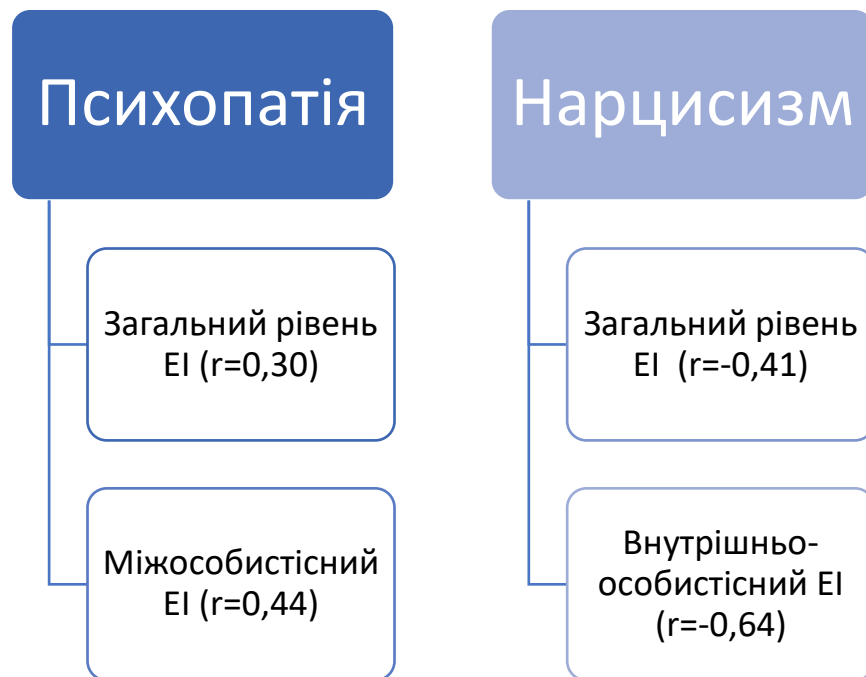 Психопатія
Загальний рівень
ЕІ (r=0,30)
Міжособистісний
ЕІ (r=0,44)
Нарцисизм
Загальний рівень
ЕІ (r=-0,41)
Внутрішньо-
особистісний ЕІ
(r=-0,64)